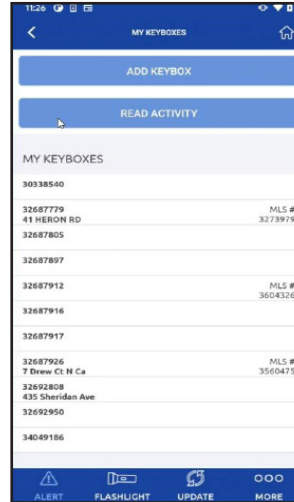 11:26
MY KEYBOXES
ADD KEYBOX
READ ACTIVITY
MY KEYBOXES
30338540
32687779 MLS #
41 HERON RD 3273979
32687805
32687897
32687912 MLS #
3604326
32687916
32687917
32687926 MLS #
7 Drew Ct N Ca 3560475
32692808
435 Sheridan Ave
32692950
34049186
ALERT FLASHLIGHT UPDATE MORE